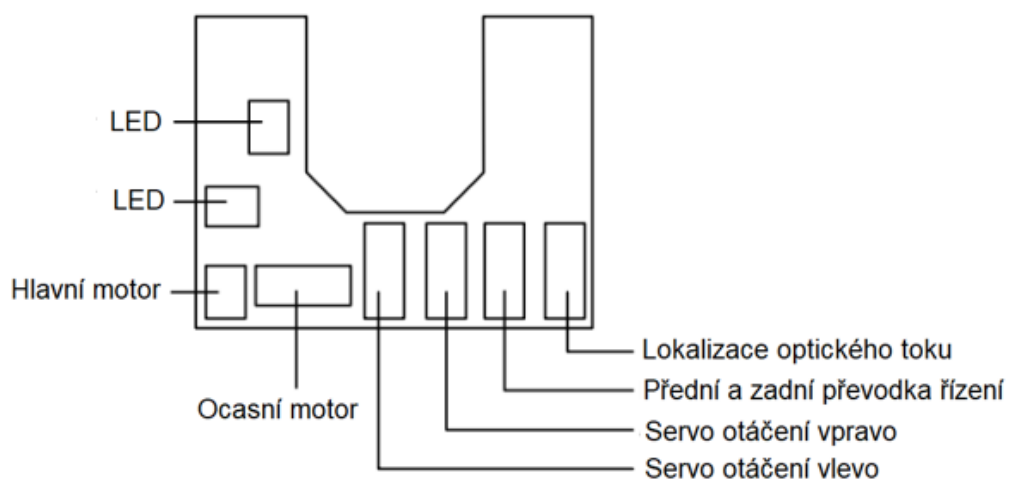 LED
LED
Hlavní motor
Ocasní motor
Lokalizace optického toku
Přední a zadní převodka řízení
Servo otáčení vpravo
Servo otáčení vlevo